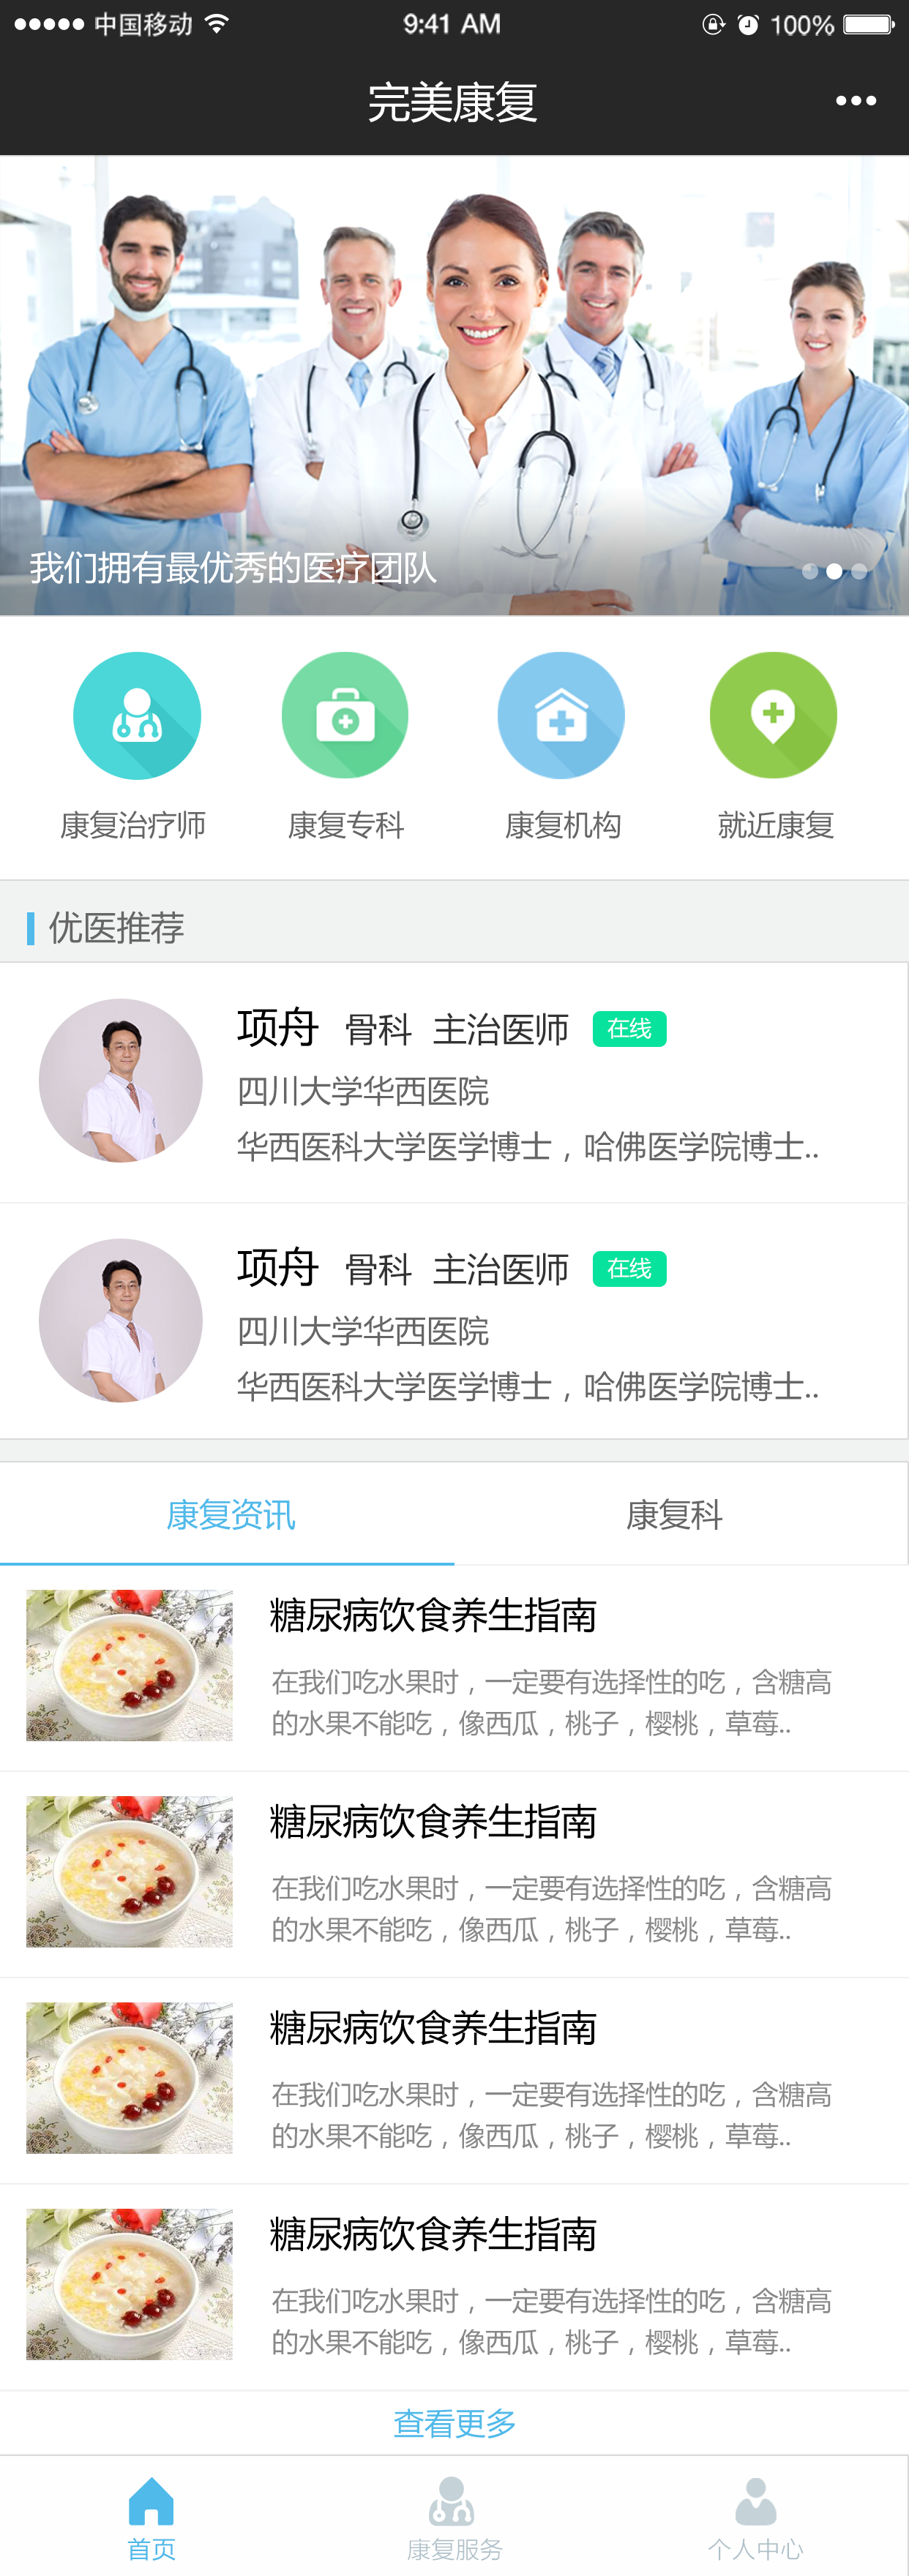 中国移动
9:41 AM
100%
完美康复
我们拥有最优秀的医疗团队
康复治疗师
康复专科
康复机构
就近康复
优医推荐
项舟 骨科 主治医师 在线
四川大学华西医院
华西医科大学医学博士，哈佛医学院博士..
项舟 骨科 主治医师 在线
四川大学华西医院
华西医科大学医学博士，哈佛医学院博士..
康复资讯
康复科
糖尿病饮食养生指南
在我们吃水果时，一定要有选择性的吃，含糖高
的水果不能吃，像西瓜，桃子，樱桃，草莓..
糖尿病饮食养生指南
在我们吃水果时，一定要有选择性的吃，含糖高
的水果不能吃，像西瓜，桃子，樱桃，草莓..
糖尿病饮食养生指南
在我们吃水果时，一定要有选择性的吃，含糖高
的水果不能吃，像西瓜，桃子，樱桃，草莓..
糖尿病饮食养生指南
在我们吃水果时，一定要有选择性的吃，含糖高
的水果不能吃，像西瓜，桃子，樱桃，草莓..
查看更多
首页
康复服务
个人中心